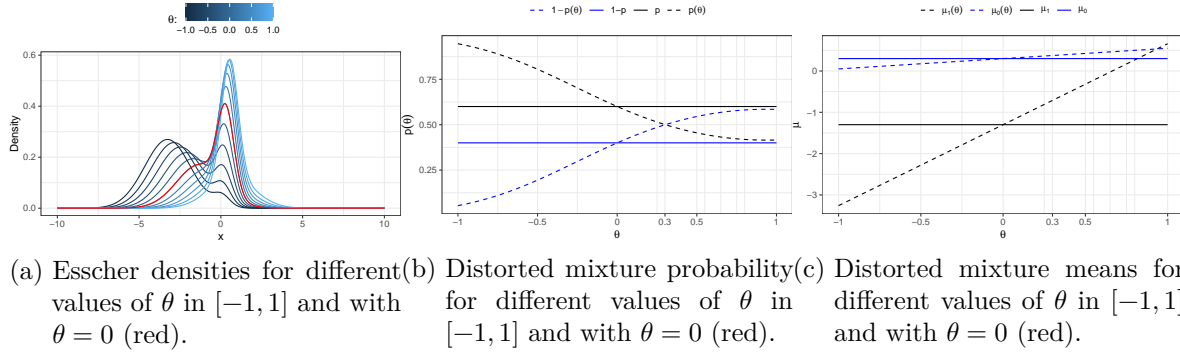 θ:
−1.0 −0.5 0.0 0.5 1.0
0.6
0.4
0.2
0.0
Density
−10 −5 0 5 10
x
(a) Esscher densities for different
values of θ in [−1, 1] and with
θ = 0 (red).
1−p(θ) 1−p p p(θ)
0.75
0.50
0.25
p(θ)
−1 −0.5 0 0.3 0.5 1
θ
(b) Distorted mixture probability
for different values of θ in
[−1, 1] and with θ = 0 (red).
μ₁(θ) μ₀(θ) μ₁ μ₀
0
−1
−2
−3
μ
−1 −0.5 0 0.3 0.5 1
θ
(c) Distorted mixture means for
different values of θ in [−1, 1]
and with θ = 0 (red).